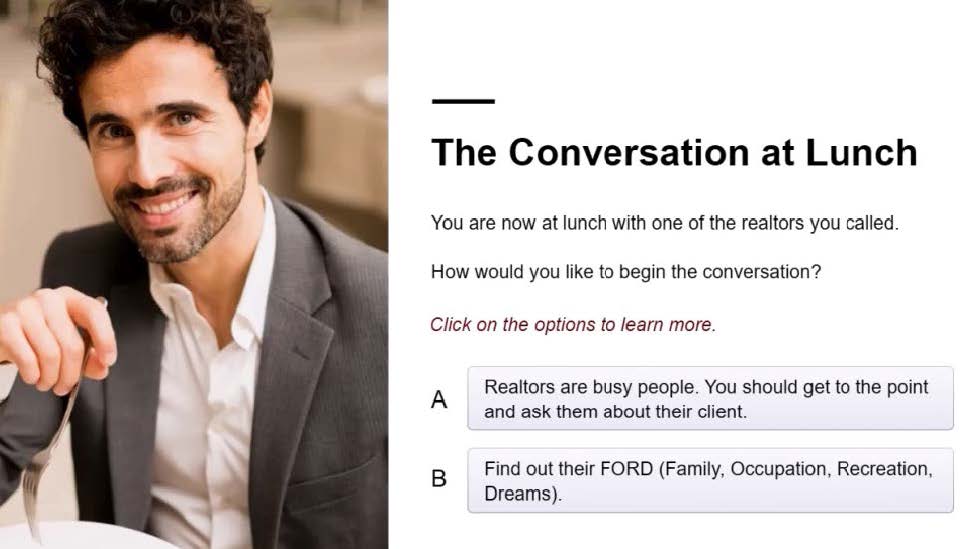 The Conversation at Lunch
You are now at lunch with one of the realtors you called.
How would you like to begin the conversation?
Click on the options to learn more.
A
Realtors are busy people. You should get to the point
and ask them about their client.
B
Find out their FORD (Family, Occupation, Recreation,
Dreams).